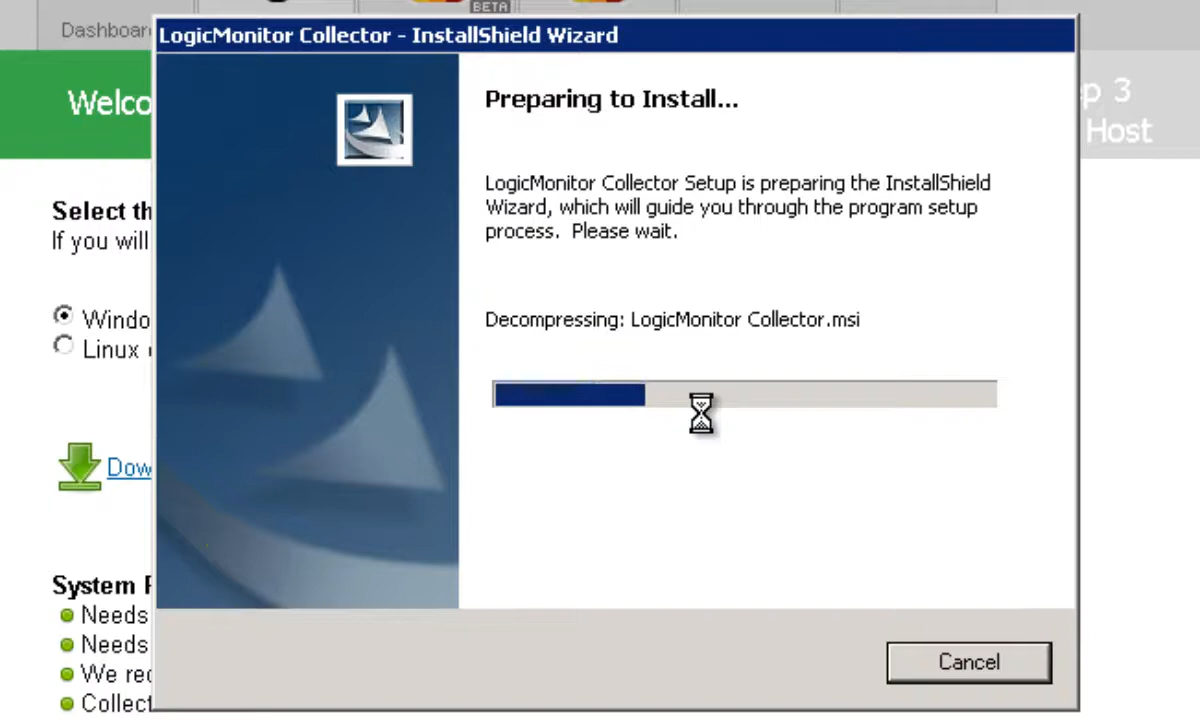 BETA
Dashboar
LogicMonitor Collector - InstallShield Wizard
Preparing to Install...
Welco
p 3
Host
LogicMonitor Collector Setup is preparing the InstallShield
Wizard, which will guide you through the program setup
process. Please wait.
Select th
If you will
Windo
Linux
Decompressing: LogicMonitor Collector.msi
Dow
System R
Needs
Needs
We rec
Collect
Cancel